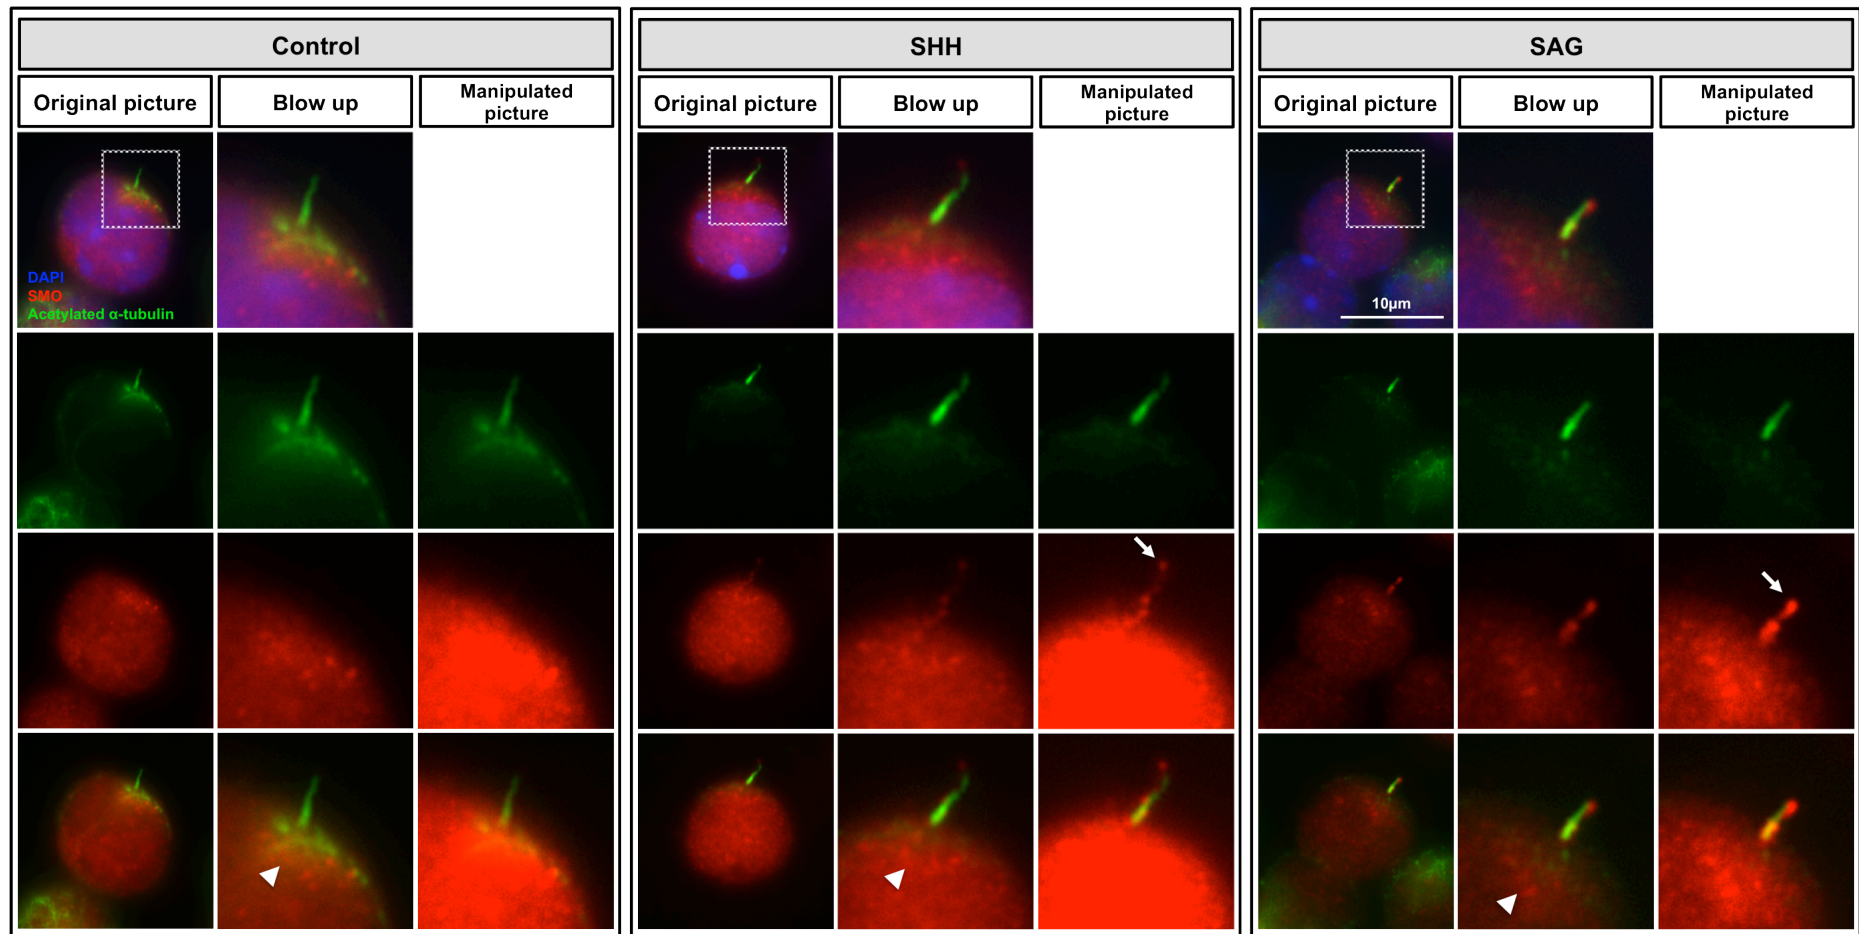 Control
SHH
SAG
Original picture
Blow up
Manipulated
picture
Original picture
Blow up
Manipulated
picture
Original picture
Blow up
Manipulated
picture
DAPI
SMO
Acetylated α-tubulin
10µm